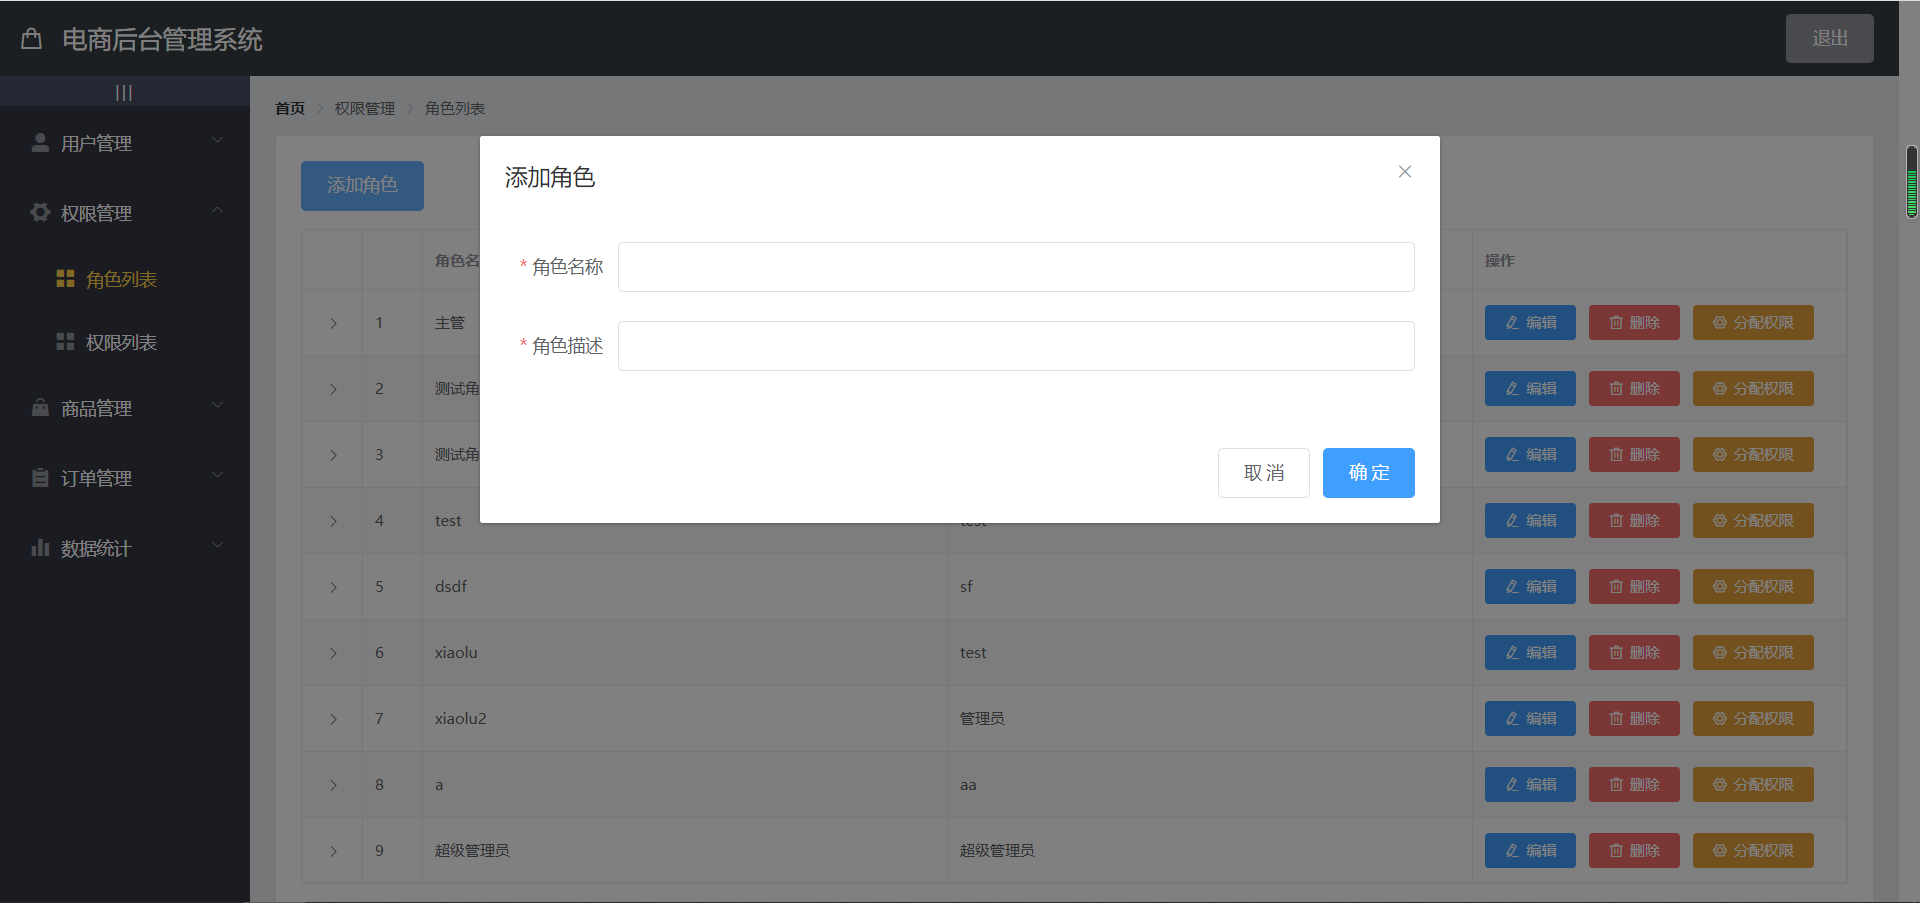 电商后台管理系统
退出
|||
首页 > 权限管理 > 角色列表
用户管理
权限管理
角色列表
权限列表
商品管理
订单管理
数据统计
添加角色
添加角色
* 角色名称
* 角色描述
取 消
确 定
角色名
操作
1 主管 编辑 删除 分配权限
2 测试角 编辑 删除 分配权限
3 测试角 编辑 删除 分配权限
4 test test 编辑 删除 分配权限
5 dsdf sf 编辑 删除 分配权限
6 xiaolu test 编辑 删除 分配权限
7 xiaolu2 管理员 编辑 删除 分配权限
8 a aa 编辑 删除 分配权限
9 超级管理员 超级管理员 编辑 删除 分配权限